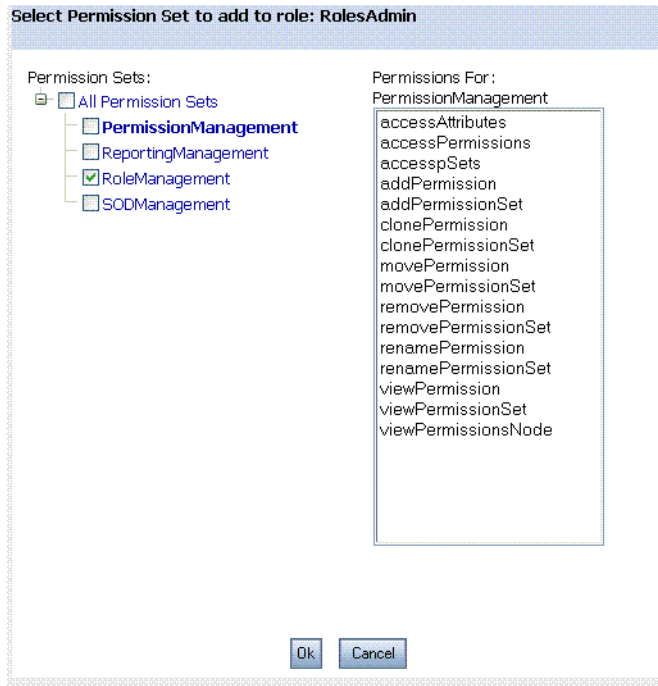 Select Permission Set to add to role: RolesAdmin
Permission Sets:
All Permission Sets
PermissionManagement
ReportingManagement
RoleManagement
SODManagement
Permissions For:
PermissionManagement
accessAttributes
accessPermissions
accesspSets
addPermission
addPermissionSet
clonePermission
clonePermissionSet
movePermission
movePermissionSet
removePermission
removePermissionSet
renamePermission
renamePermissionSet
viewPermission
viewPermissionSet
viewPermissionsNode
Ok
Cancel